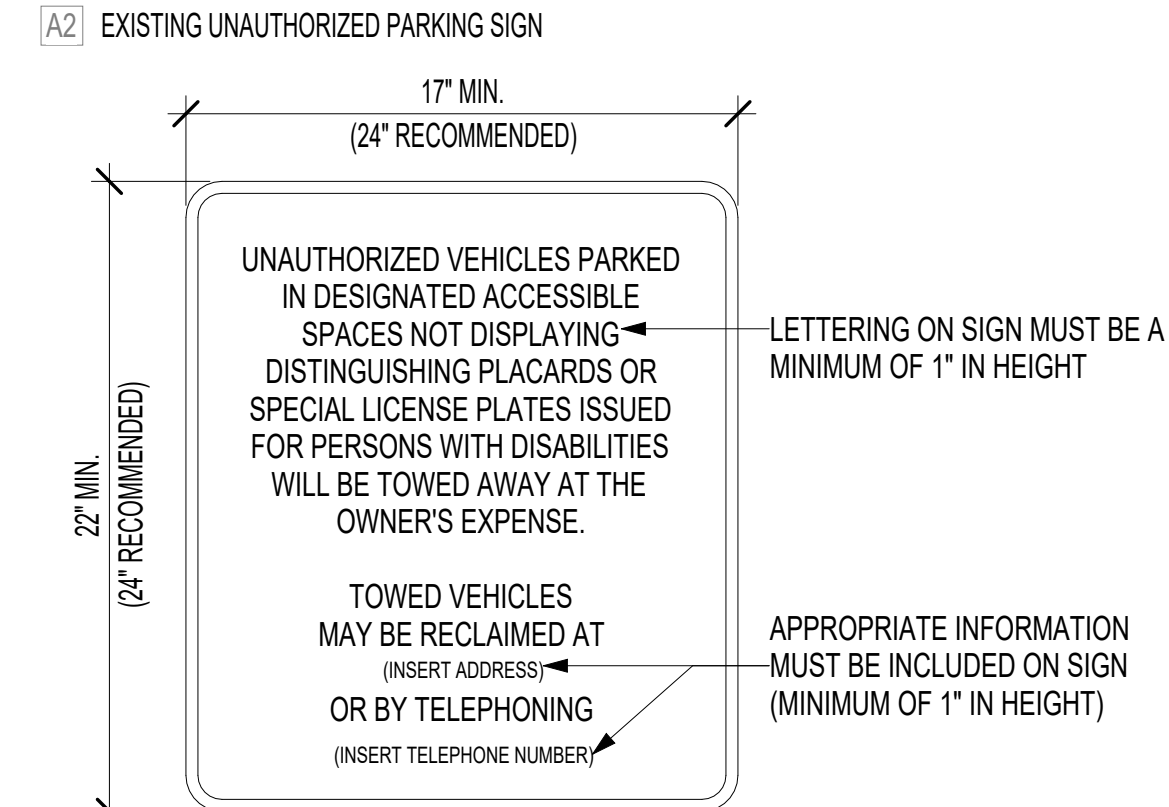 A2 EXISTING UNAUTHORIZED PARKING SIGN
17" MIN.
(24" RECOMMENDED)
22" MIN.
(24" RECOMMENDED)
UNAUTHORIZED VEHICLES PARKED
IN DESIGNATED ACCESSIBLE
SPACES NOT DISPLAYING
DISTINGUISHING PLACARDS OR
SPECIAL LICENSE PLATES ISSUED
FOR PERSONS WITH DISABILITIES
WILL BE TOWED AWAY AT THE
OWNER'S EXPENSE.
TOWED VEHICLES
MAY BE RECLAIMED AT
(INSERT ADDRESS)
OR BY TELEPHONING
(INSERT TELEPHONE NUMBER)
LETTERING ON SIGN MUST BE A
MINIMUM OF 1" IN HEIGHT
APPROPRIATE INFORMATION
MUST BE INCLUDED ON SIGN
(MINIMUM OF 1" IN HEIGHT)